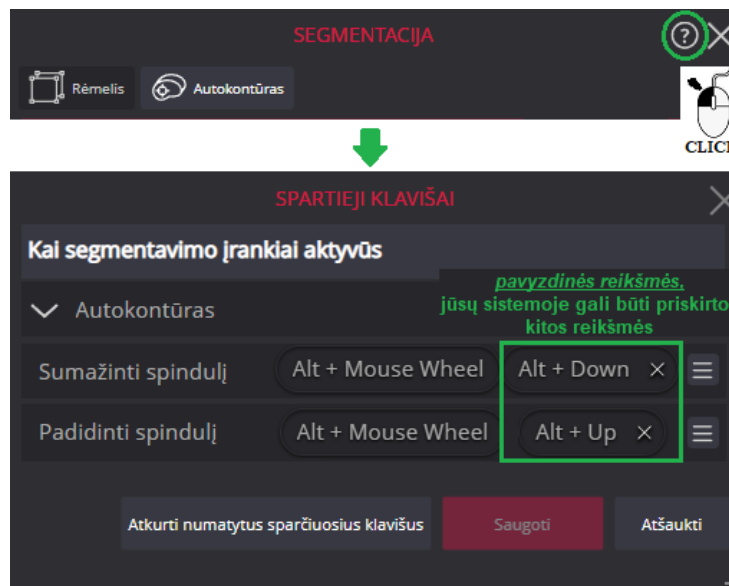 SEGMENTACIJA
?
Rėmelis Autokontūras
SPARTIEJI KLAVIŠAI
Kai segmentavimo įrankiai aktyvūs
pavyzdinės reikšmės,
jūsų sistemoje gali būti priskirto
kitos reikšmės
Autokontūras
Sumažinti spindulį Alt + Mouse Wheel Alt + Down ×
Padidinti spindulį Alt + Mouse Wheel Alt + Up ×
Atkurti numatytus sparčiuosius klavišus Saugoti Atšaukti